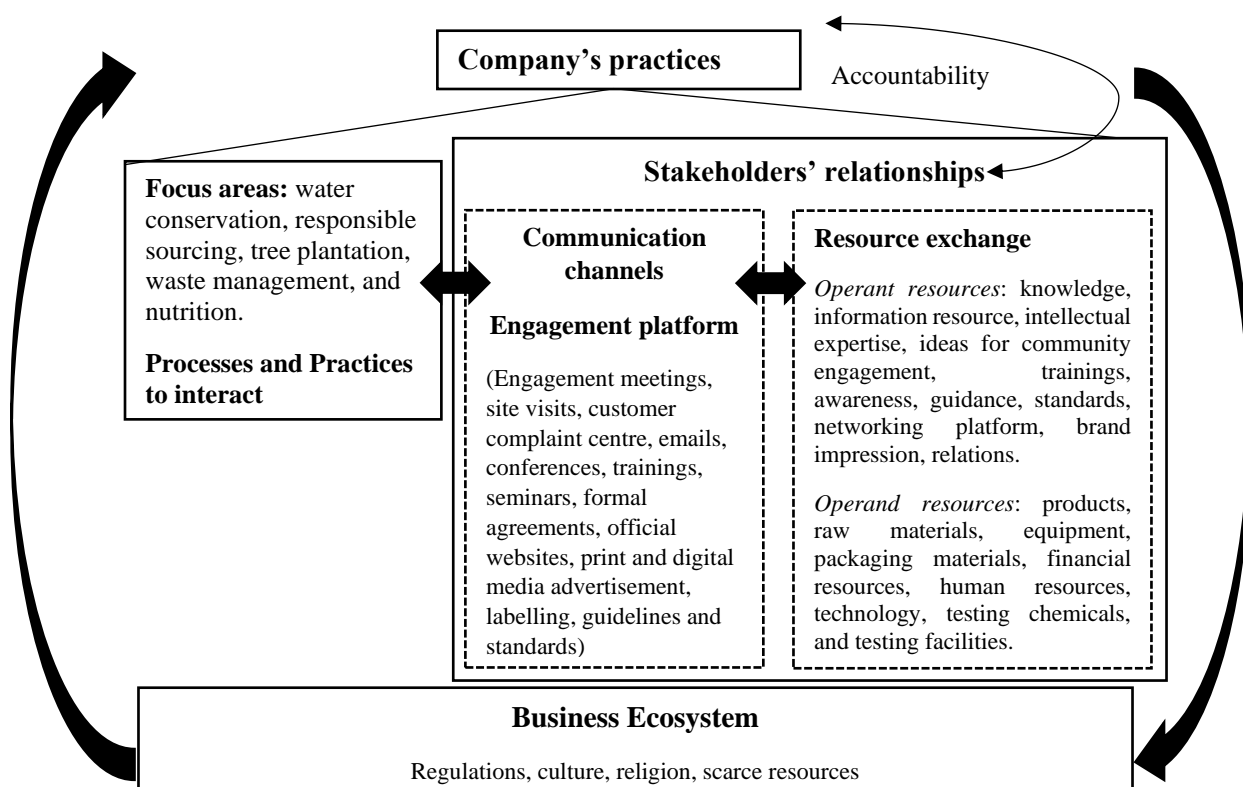 Company’s practices
Accountability
Focus areas: water
conservation, responsible
sourcing, tree plantation,
waste management, and
nutrition.
Processes and Practices
to interact
Stakeholders’ relationships
Communication
channels
Engagement platform
(Engagement meetings,
site visits, customer
complaint centre, emails,
conferences, trainings,
seminars, formal
agreements, official
websites, print and digital
media advertisement,
labelling, guidelines and
standards)
Resource exchange
Operant resources: knowledge,
information resource, intellectual
expertise, ideas for community
engagement, trainings,
awareness, guidance, standards,
networking platform, brand
impression, relations.
Operand resources: products,
raw materials, equipment,
packaging materials, financial
resources, human resources,
technology, testing chemicals,
and testing facilities.
Business Ecosystem
Regulations, culture, religion, scarce resources